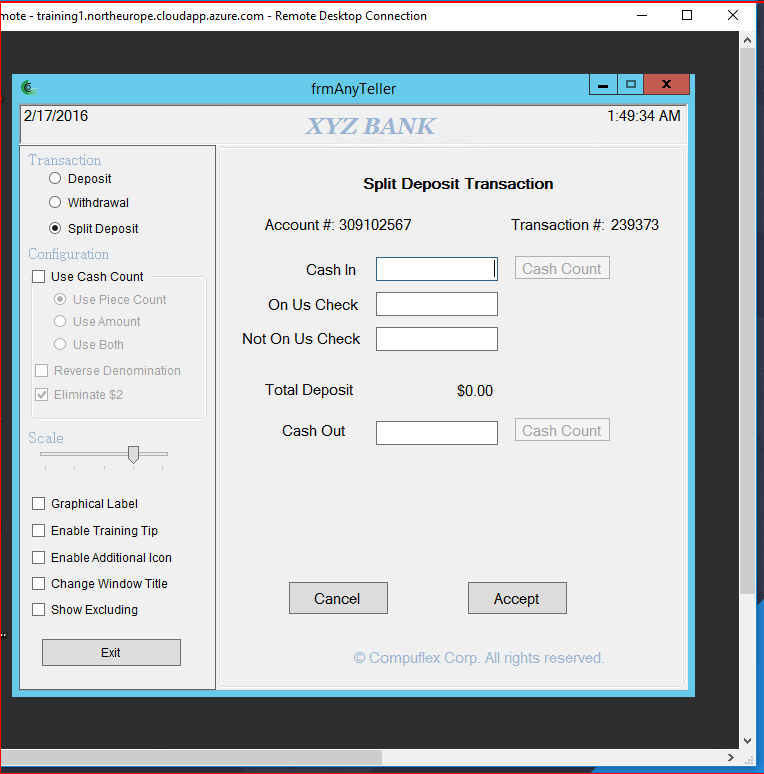 mote - training1.northeurope.cloudapp.azure.com - Remote Desktop Connection
frmAnyTeller
2/17/2016
XYZ BANK
1:49:34 AM
Transaction
Deposit
Withdrawal
Split Deposit
Configuration
Use Cash Count
Use Piece Count
Use Amount
Use Both
Reverse Denomination
Eliminate $2
Scale
Graphical Label
Enable Training Tip
Enable Additional Icon
Change Window Title
Show Excluding
Exit
Split Deposit Transaction
Account #: 309102567
Transaction #: 239373
Cash In
Cash Count
On Us Check
Not On Us Check
Total Deposit
$0.00
Cash Out
Cash Count
Cancel
Accept
© Compuflex Corp. All rights reserved.